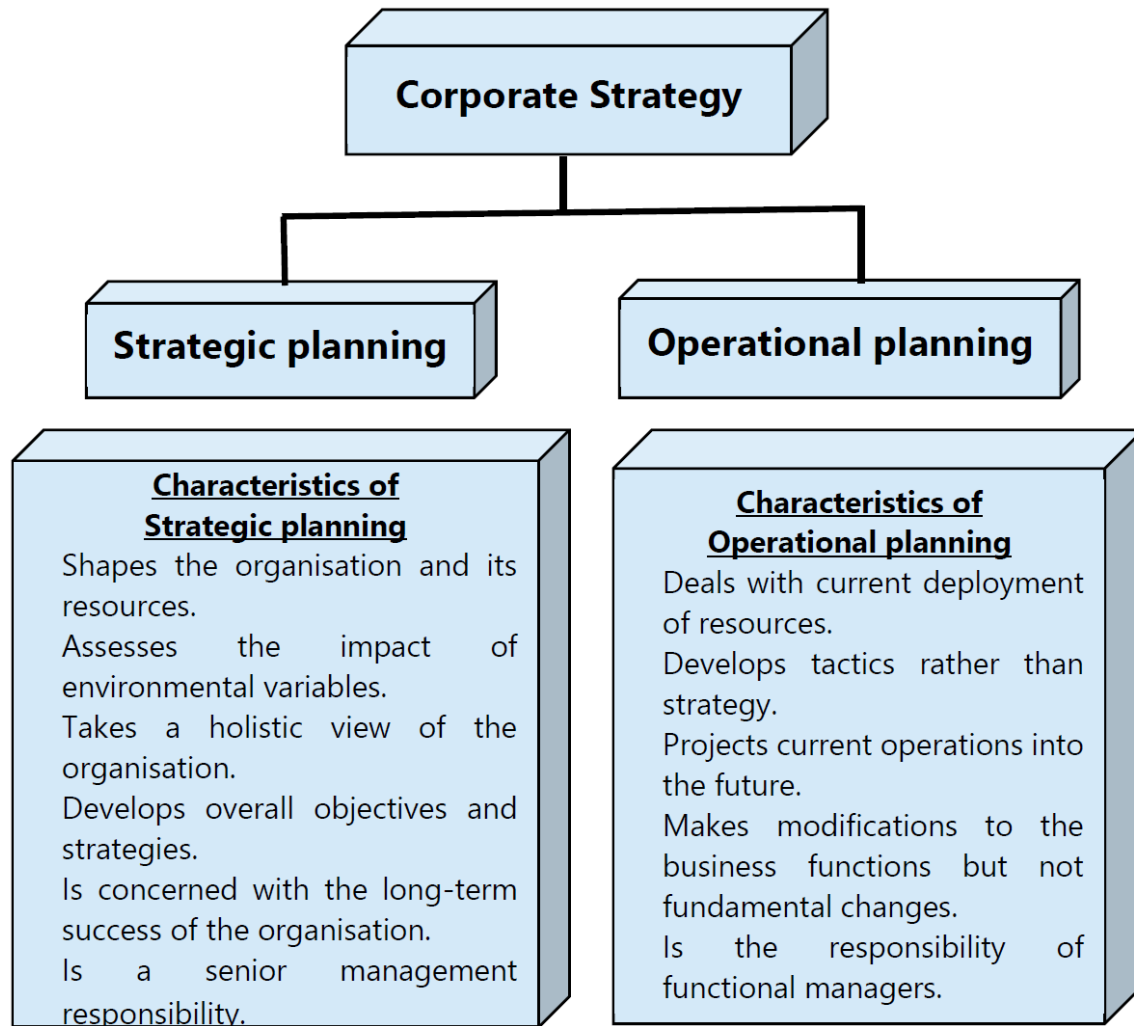 Corporate Strategy
Strategic planning
Operational planning
Characteristics of
Strategic planning
Shapes the organisation and its
resources.
Assesses the impact of
environmental variables.
Takes a holistic view of the
organisation.
Develops overall objectives and
strategies.
Is concerned with the long-term
success of the organisation.
Is a senior management
responsibility.
Characteristics of
Operational planning
Deals with current deployment
of resources.
Develops tactics rather than
strategy.
Projects current operations into
the future.
Makes modifications to the
business functions but not
fundamental changes.
Is the responsibility of
functional managers.